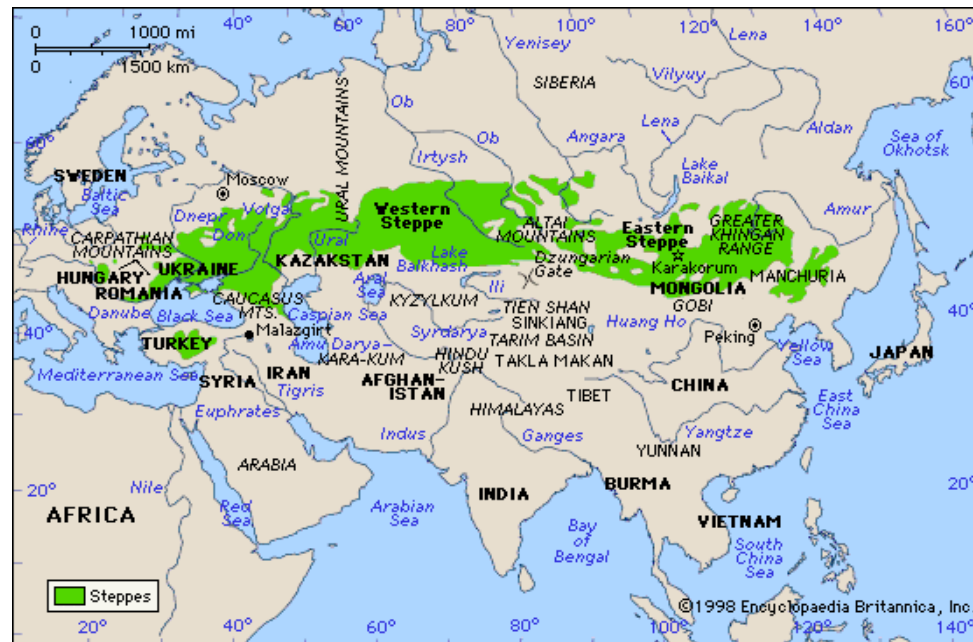 40°
60°
80°
100°
120°
140°
160°
0
1000 mi
0
1500 km
Yenisey
Lena
SIBERIA
Vilyuy
60°
60°
Ob
Lena
Aldan
Ob
Angara
Sea of
Okhotsk
URAL MOUNTAINS
Irtysh
Lake
Baikal
SWEDEN
Baltic
Sea
Moscow
Volga
Dnepr
Don
Rhine
Western
Steppe
ALTAI
MOUNTAINS
Eastern
Steppe
GREATER
KHINGAN
RANGE
Amur
CARPATHIAN
MOUNTAINS
Ural
UKRAINE
HUNGARY
ROMANIA
KAZAKSTAN
Lake
Balkhash
Dzungarian
Gate
Karakorum
MANCHURIA
Aral
Sea
Ili
MONGOLIA
GOBI
Danube
Black Sea
CAUCASUS
MTS.
Caspian Sea
KYZYLKUM
TIEN SHAN
SINKIANG
TARIM BASIN
Huang Ho
40°
40°
TURKEY
Malazgirt
Amu Darya
Syrdarya
KARA-KUM
HINDU
KUSH
TAKLA MAKAN
Peking
Yellow
Sea
JAPAN
Mediterranean Sea
SYRIA
IRAN
Tigris
AFGHAN-
ISTAN
TIBET
CHINA
East
China
Sea
Euphrates
HIMALAYAS
Indus
Ganges
Yangtze
YUNNAN
ARABIA
Nile
20°
20°
AFRICA
Red
Sea
Arabian
Sea
INDIA
BURMA
Bay
of
Bengal
VIETNAM
South
China
Sea
Steppes
©1998 Encyclopaedia Britannica, Inc.
20°
40°
60°
80°
100°
120°